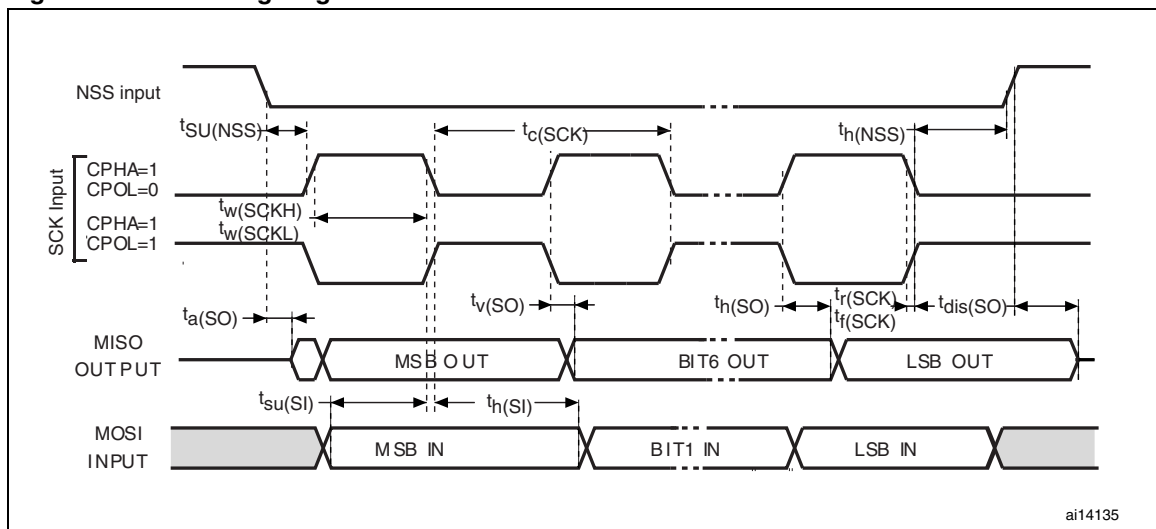 NSS input
tSU(NSS)
tc(SCK)
th(NSS)
SCK Input
CPHA=1
CPOL=0
CPHA=1
CPOL=1
tw(SCKH)
tw(SCKL)
ta(SO)
tv(SO)
th(SO)
tr(SCK)
tf(SCK)
tdis(SO)
MISO
OUTPUT
MSB OUT
BIT6 OUT
LSB OUT
tsu(SI)
th(SI)
MOSI
INPUT
MSB IN
BIT1 IN
LSB IN
ai14135